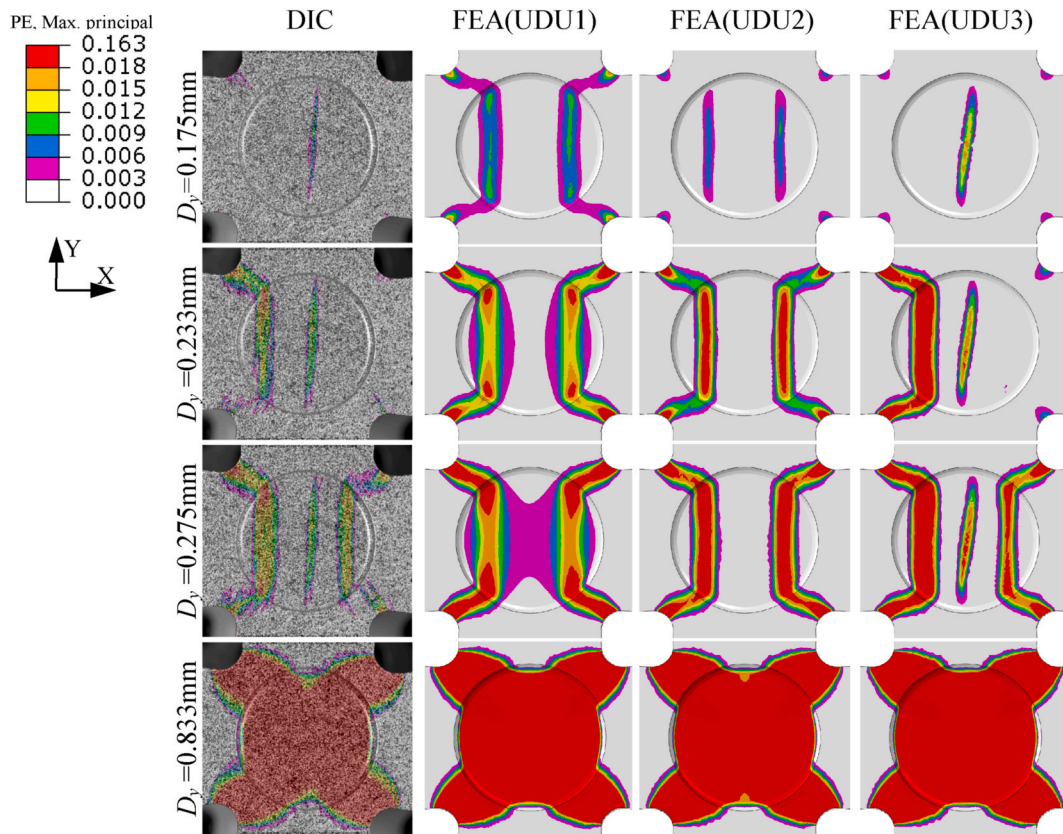 PE, Max. principal
0.163
0.018
0.015
0.012
0.009
0.006
0.003
0.000
Y
X
DIC
FEA(UDU1)
FEA(UDU2)
FEA(UDU3)
Dy=0.175mm
Dy=0.233mm
Dy=0.275mm
Dy=0.833mm